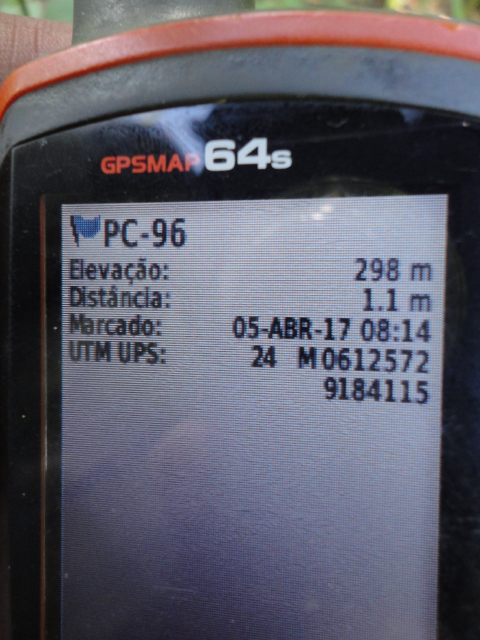 GPSMAP 64s
PC-96
Elevação: 298 m
Distância: 1.1 m
Marcado: 05-ABR-17 08:14
UTM UPS: 24 M 0612572
9184115